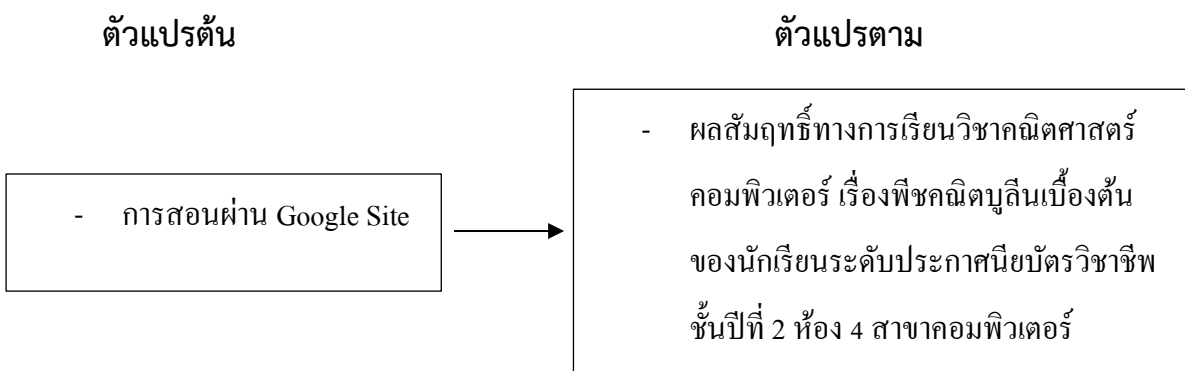 ตัวแปรต้น
ตัวแปรตาม
- การสอนผ่าน Google Site
- ผลสัมฤทธิ์ทางการเรียนวิชาคณิตศาสตร์
คอมพิวเตอร์ เรื่องพีชคณิตบูลีนเบื้องต้น
ของนักเรียนระดับประกาศนียบัตรวิชาชีพ
ชั้นปีที่ 2 ห้อง 4 สาขาคอมพิวเตอร์